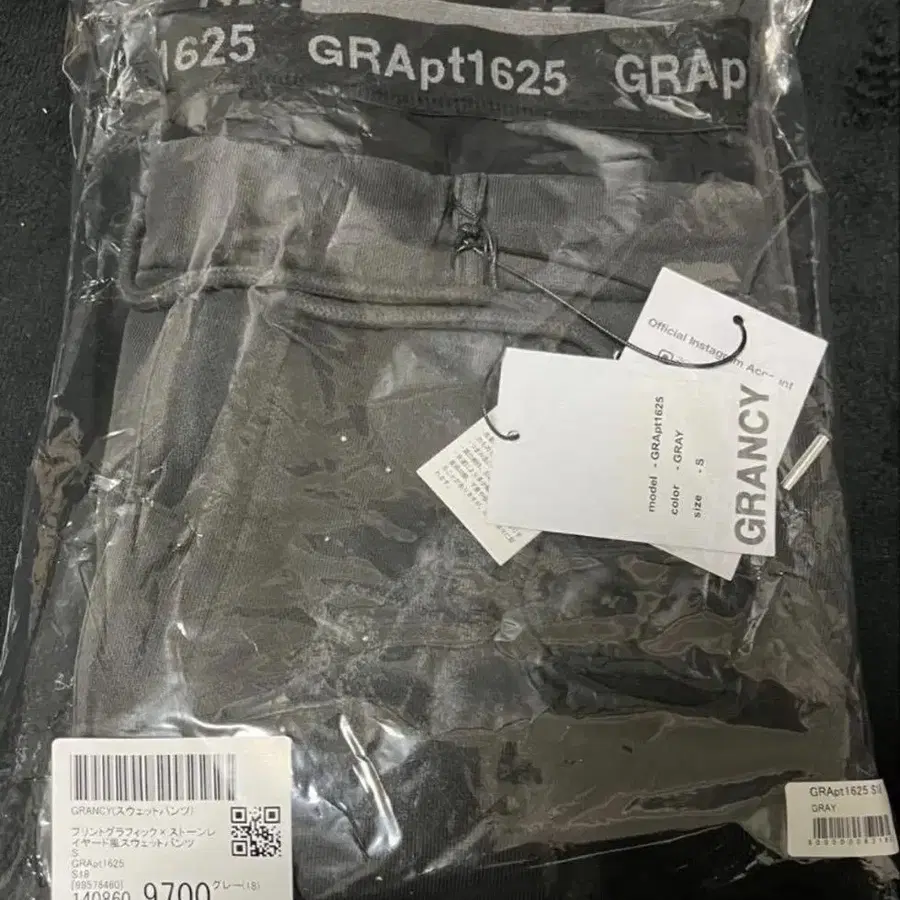 1625 GRApt1625 GRAp
Official Instagram Account
model - GRApt1625
color - GRAY
size - S
GRANCY
GRANCY(スウェットパンツ)
プリントグラフィック×ストーンレ
イヤード風スウェットパンツ
S
GRApt1625
S18
[99576460]
140860 9700 グレー(18)
GRApt1625 S18
GRAY